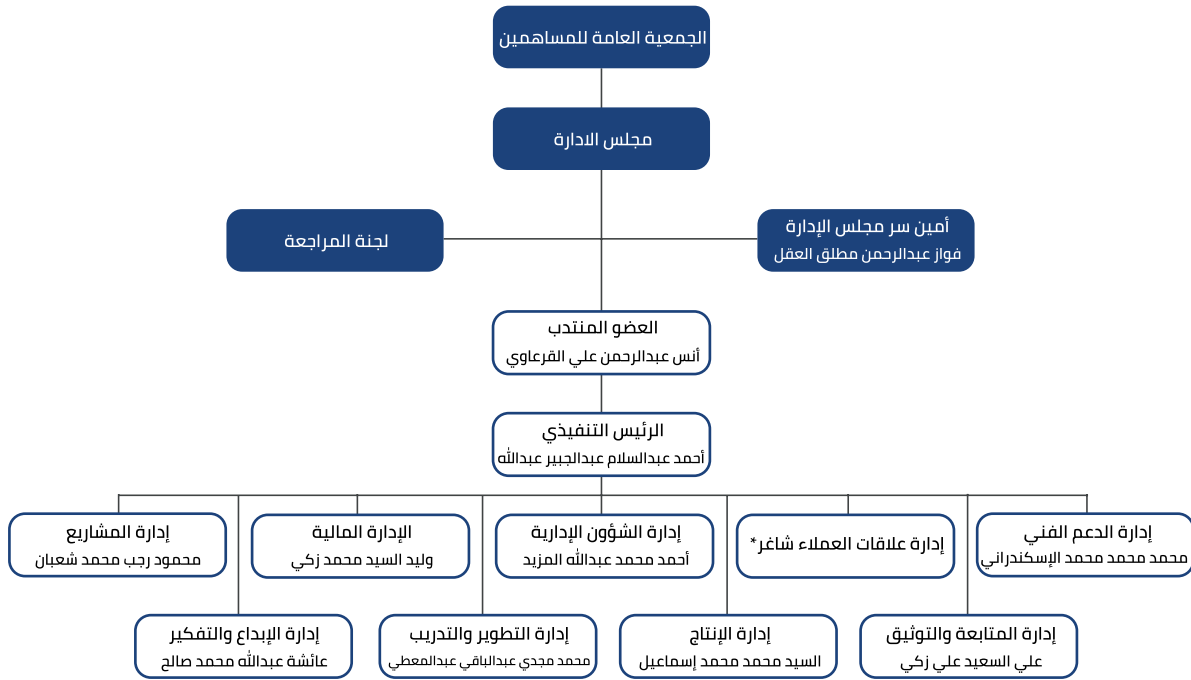 الجمعية العامة للمساهمين
مجلس الادارة
أمين سر مجلس الإدارة
فواز عبدالرحمن مطلق العقل
لجنة المراجعة
العضو المنتدب
أنس عبدالرحمن علي القرعاوي
الرئيس التنفيذي
أحمد عبدالسلام عبدالجبير عبدالله
إدارة الدعم الفني
محمد محمد محمد الإسكندراني
إدارة علاقات العملاء شاغر*
إدارة الشؤون الإدارية
أحمد محمد عبدالله المزيد
الإدارة المالية
وليد السيد محمد زكي
إدارة المشاريع
محمود رجب محمد شعبان
إدارة المتابعة والتوثيق
علي السعيد علي زكي
إدارة الإنتاج
السيد محمد محمد إسماعيل
إدارة التطوير والتدريب
محمد مجدي عبدالباقي عبدالمعطي
إدارة الإبداع والتفكير
عائشة عبدالله محمد صالح